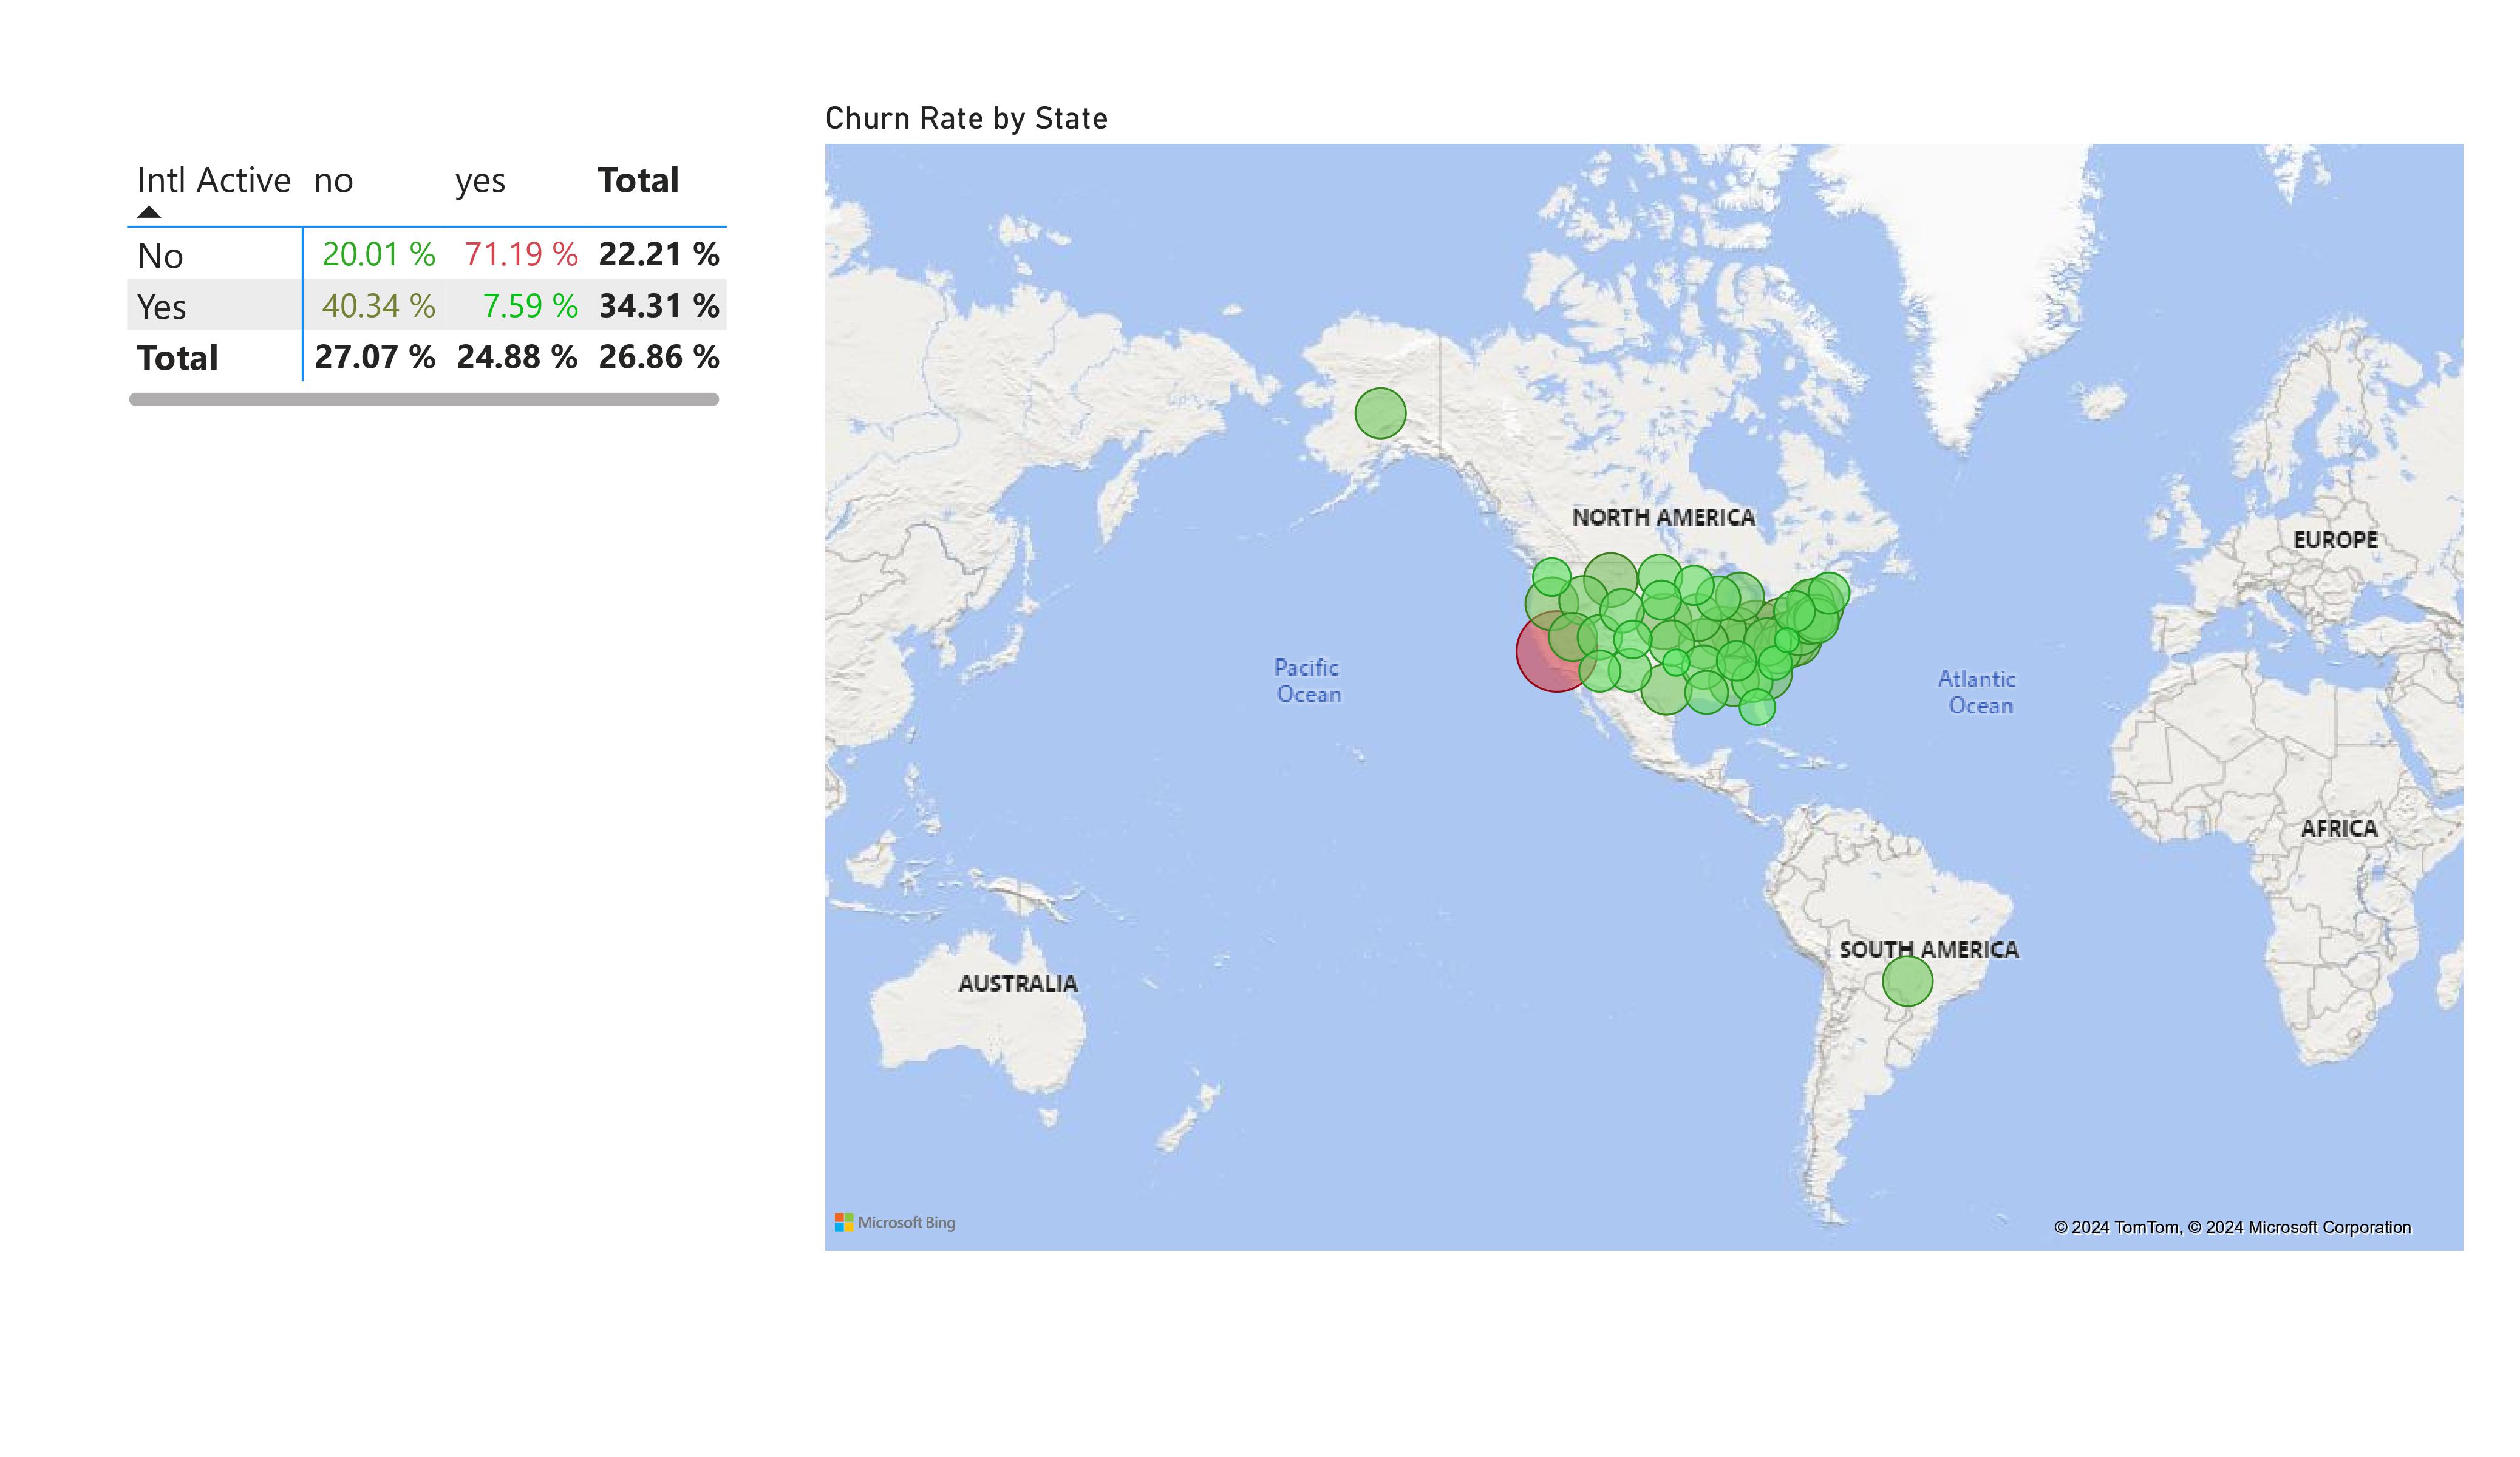 Churn Rate by State
Intl Active no yes Total
No 20.01 % 71.19 % 22.21 %
Yes 40.34 % 7.59 % 34.31 %
Total 27.07 % 24.88 % 26.86 %
NORTH AMERICA
EUROPE
Pacific
Ocean
Atlantic
Ocean
AFRICA
SOUTH AMERICA
AUSTRALIA
Microsoft Bing
© 2024 TomTom, © 2024 Microsoft Corporation